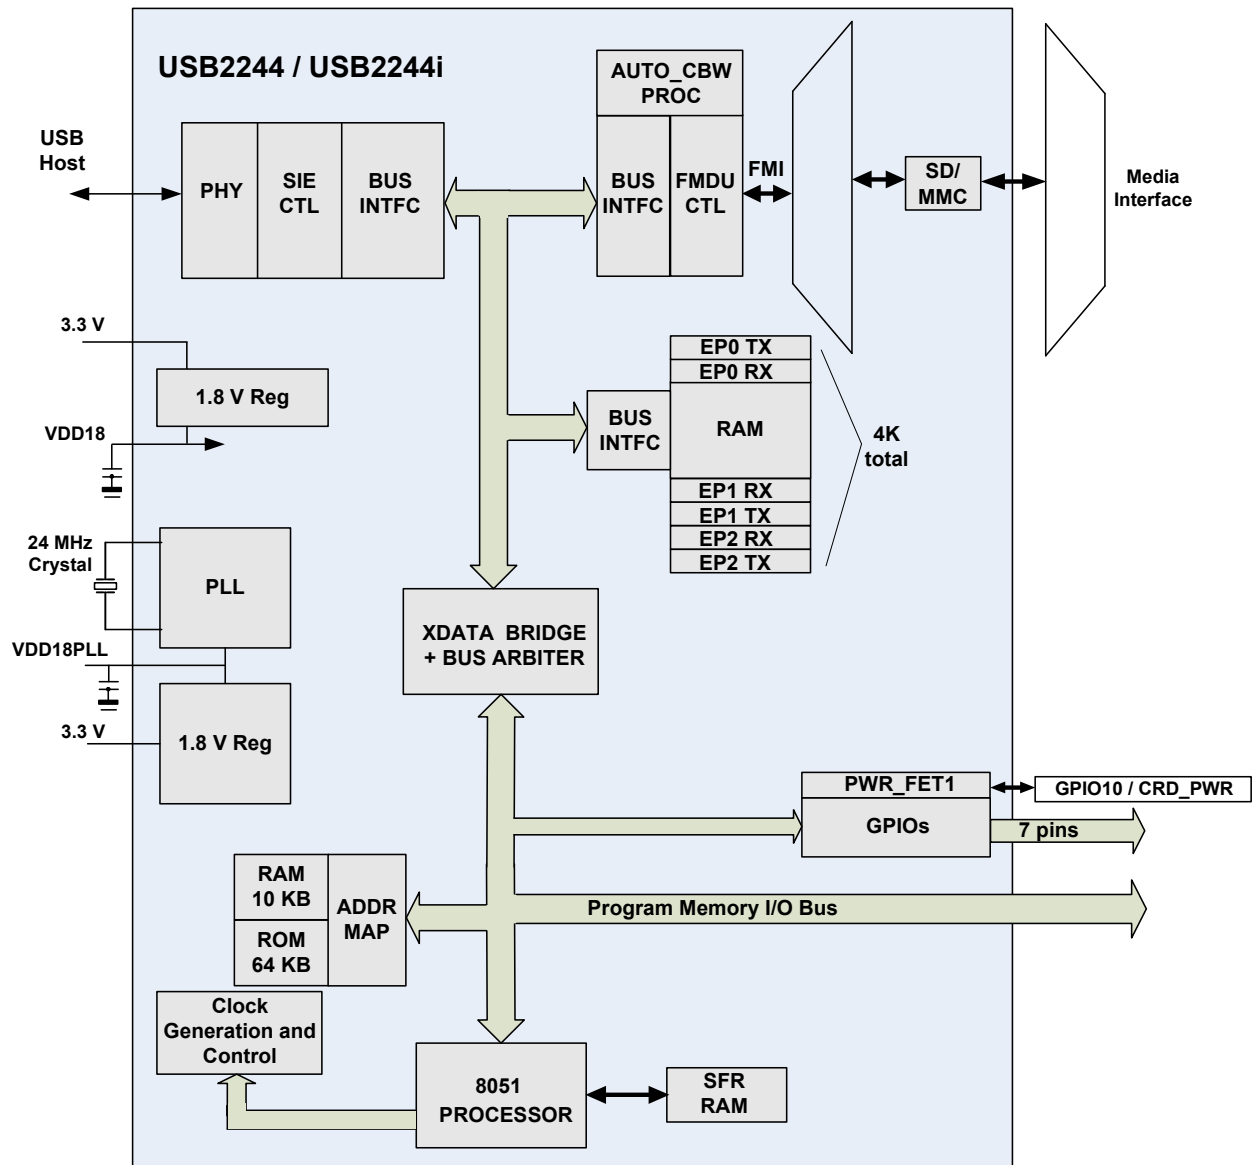 USB2244 / USB2244i
AUTO_CBW
PROC
USB
Host
PHY
SIE
CTL
BUS
INTFC
BUS
INTFC
FMDU
CTL
FMI
SD/
MMC
Media
Interface
3.3 V
1.8 V Reg
VDD18
EP0 TX
EP0 RX
BUS
INTFC
RAM
4K
total
EP1 RX
EP1 TX
EP2 RX
EP2 TX
24 MHz
Crystal
PLL
VDD18PLL
3.3 V
1.8 V Reg
XDATA BRIDGE
+ BUS ARBITER
PWR_FET1
GPIOs
GPIO10 / CRD_PWR
7 pins
RAM
10 KB
ROM
64 KB
ADDR
MAP
Program Memory I/O Bus
Clock
Generation and
Control
8051
PROCESSOR
SFR
RAM